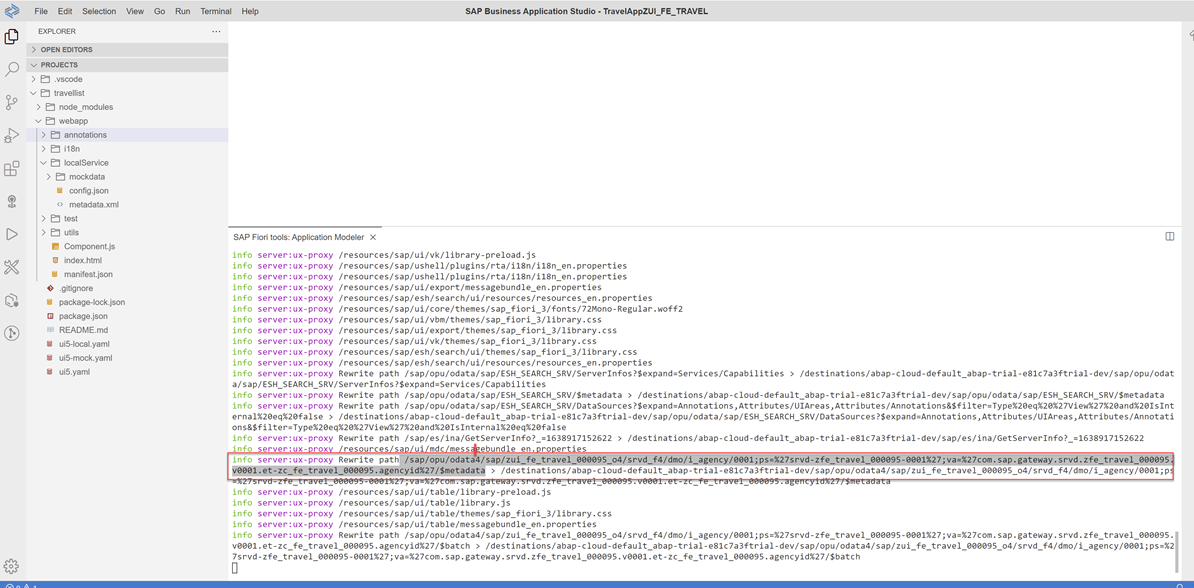 File Edit Selection View Go Run Terminal Help
SAP Business Application Studio - TravelAppZUI_FE_TRAVEL
EXPLORER
OPEN EDITORS
PROJECTS
.vscode
travellist
node_modules
webapp
annotations
i18n
localService
mockdata
config.json
metadata.xml
test
utils
Component.js
index.html
manifest.json
.gitignore
package-lock.json
package.json
README.md
ui5-local.yaml
ui5-mock.yaml
ui5.yaml
SAP Fiori tools: Application Modeler
info server:ux-proxy /resources/sap/ui/vk/library-preload.js
info server:ux-proxy /resources/sap/ushell/plugins/rta/i18n/i18n_en.properties
info server:ux-proxy /resources/sap/ushell/plugins/rta/i18n/i18n_en.properties
info server:ux-proxy /resources/sap/ui/export/messagebundle_en.properties
info server:ux-proxy /resources/sap/esh/search/ui/resources/resources_en.properties
info server:ux-proxy /resources/sap/ui/core/themes/sap_fiori_3/fonts/72Mono-Regular.woff2
info server:ux-proxy /resources/sap/ui/vbm/themes/sap_fiori_3/library.css
info server:ux-proxy /resources/sap/ui/export/themes/sap_fiori_3/library.css
info server:ux-proxy /resources/sap/ui/vk/themes/sap_fiori_3/library.css
info server:ux-proxy /resources/sap/esh/search/ui/themes/sap_fiori_3/library.css
info server:ux-proxy /resources/sap/esh/search/ui/resources/resources_en.properties
info server:ux-proxy Rewrite path /sap/opu/odata/sap/ESH_SEARCH_SRV/ServerInfos?$expand=Services/Capabilities > /destinations/abap-cloud-default_abap-trial-e81c7a3ftrial-dev/sap/opu/odat
a/sap/ESH_SEARCH_SRV/ServerInfos?$expand=Services/Capabilities
info server:ux-proxy Rewrite path /sap/opu/odata/sap/ESH_SEARCH_SRV/$metadata > /destinations/abap-cloud-default_abap-trial-e81c7a3ftrial-dev/sap/opu/odata/sap/ESH_SEARCH_SRV/$metadata
info server:ux-proxy Rewrite path /sap/opu/odata/sap/ESH_SEARCH_SRV/DataSources?$expand=Annotations,Attributes/UIAreas,Attributes/Annotations&$filter=Type%20eq%20%27View%27%20and%20IsInt
ernal%20eq%20false > /destinations/abap-cloud-default_abap-trial-e81c7a3ftrial-dev/sap/opu/odata/sap/ESH_SEARCH_SRV/DataSources?$expand=Annotations,Attributes/UIAreas,Attributes/Annotati
ons&$filter=Type%20eq%20%27View%27%20and%20IsInternal%20eq%20false
info server:ux-proxy Rewrite path /sap/es/ina/GetServerInfo?_=1638917152622 > /destinations/abap-cloud-default_abap-trial-e81c7a3ftrial-dev/sap/es/ina/GetServerInfo?_=1638917152622
info server:ux-proxy /resources/sap/ui/mdc/messagebundle_en.properties
info server:ux-proxy Rewrite path /sap/opu/odata4/sap/zui_fe_travel_000095_o4/srvd_f4/dmo/i_agency/0001;ps=%27srvd-zfe_travel_000095-0001%27;va=%27com.sap.gateway.srvd.zfe_travel_000095.
v0001.et-zc_fe_travel_000095.agencyid%27/$metadata > /destinations/abap-cloud-default_abap-trial-e81c7a3ftrial-dev/sap/opu/odata4/sap/zui_fe_travel_000095_o4/srvd_f4/dmo/i_agency/0001;ps
=%27srvd-zfe_travel_000095-0001%27;va=%27com.sap.gateway.srvd.zfe_travel_000095.v0001.et-zc_fe_travel_000095.agencyid%27/$metadata
info server:ux-proxy /resources/sap/ui/table/library-preload.js
info server:ux-proxy /resources/sap/ui/table/library.js
info server:ux-proxy /resources/sap/ui/table/themes/sap_fiori_3/library.css
info server:ux-proxy /resources/sap/ui/table/messagebundle_en.properties
info server:ux-proxy Rewrite path /sap/opu/odata4/sap/zui_fe_travel_000095_o4/srvd_f4/dmo/i_agency/0001;ps=%27srvd-zfe_travel_000095-0001%27;va=%27com.sap.gateway.srvd.zfe_travel_000095.
v0001.et-zc_fe_travel_000095.agencyid%27/$batch > /destinations/abap-cloud-default_abap-trial-e81c7a3ftrial-dev/sap/opu/odata4/sap/zui_fe_travel_000095_o4/srvd_f4/dmo/i_agency/0001;ps=%2
7srvd-zfe_travel_000095-0001%27;va=%27com.sap.gateway.srvd.zfe_travel_000095.v0001.et-zc_fe_travel_000095.agencyid%27/$batch